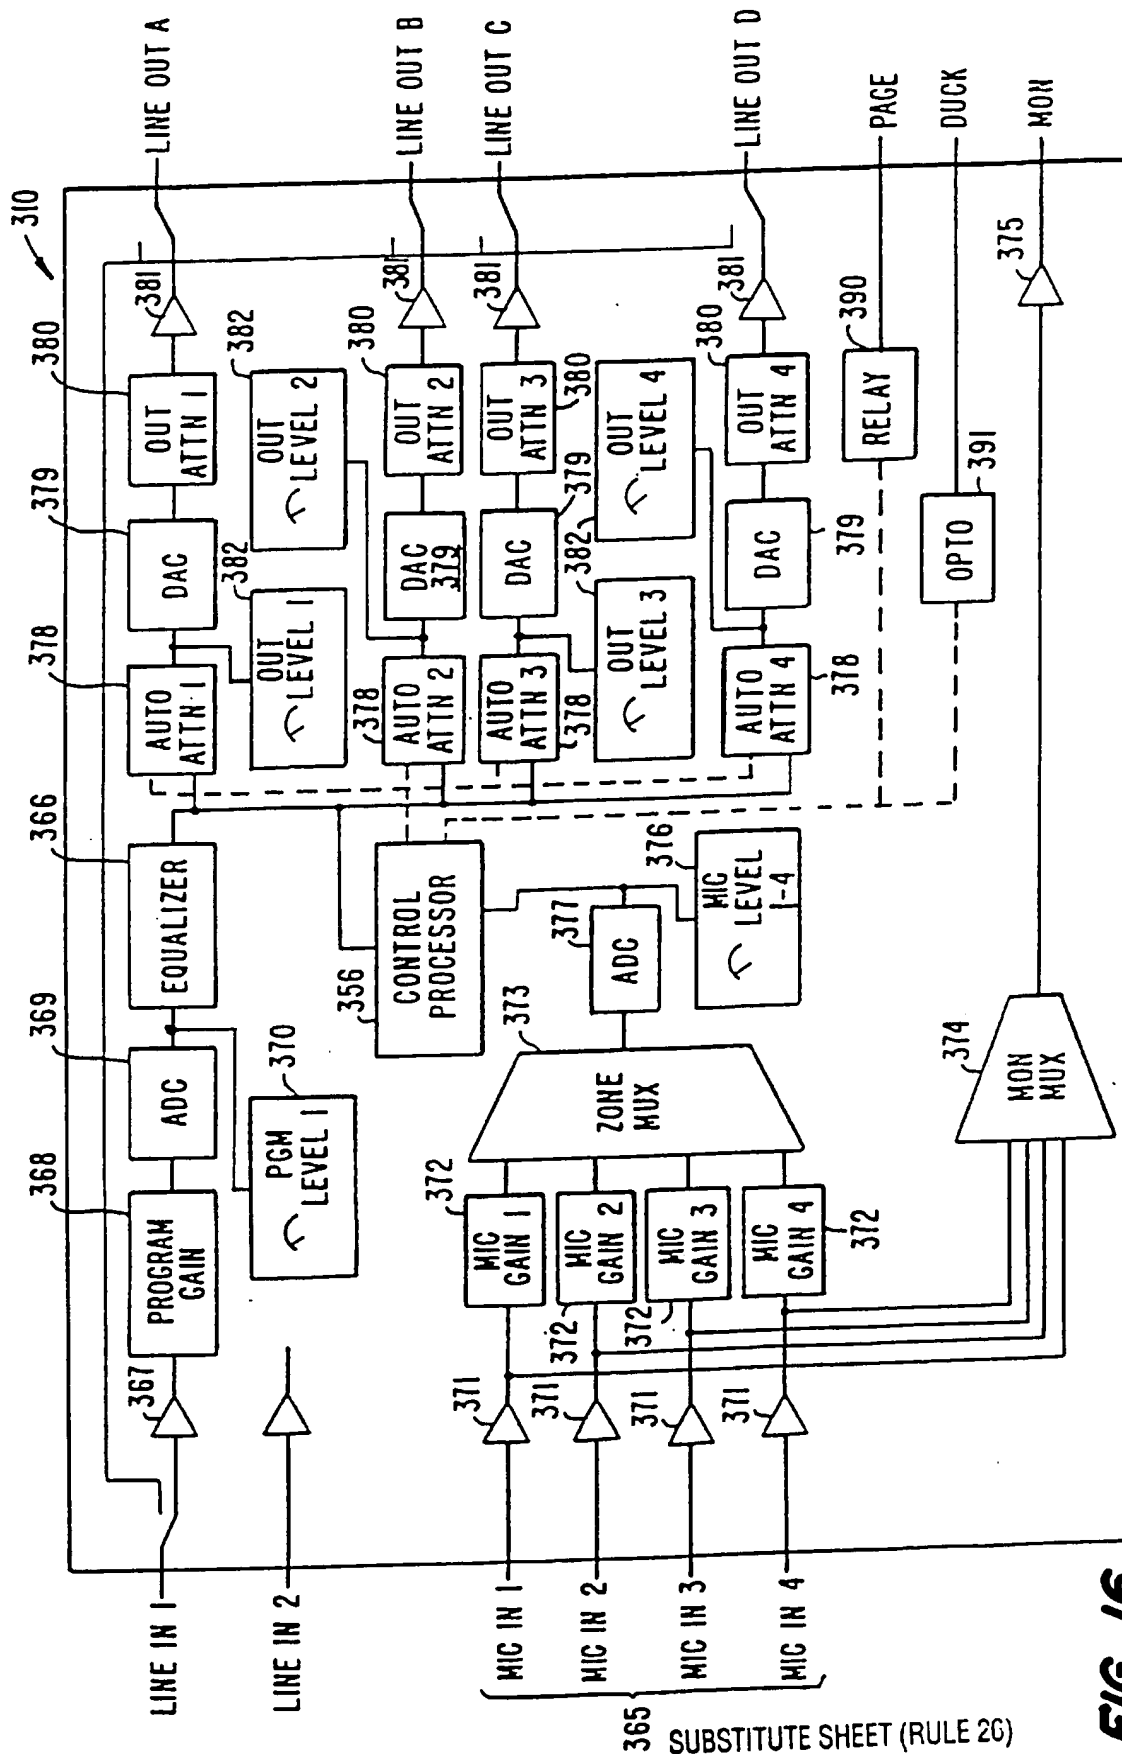 310
LINE IN 1
367
368
PROGRAM
GAIN
369
ADC
366
EQUALIZER
378
AUTO
ATTN 1
379
DAC
380
OUT
ATTN 1
381
LINE OUT A
LINE IN 2
370
PGM
LEVEL 1
382
OUT
LEVEL 1
382
OUT
LEVEL 2
356
CONTROL
PROCESSOR
378
AUTO
ATTN 2
DAC
379
380
OUT
ATTN 2
381
LINE OUT B
AUTO
ATTN 3
378
DAC
379
OUT
ATTN 3
380
381
LINE OUT C
382
OUT
LEVEL 3
OUT
LEVEL 4
382
AUTO
ATTN 4
378
DAC
379
380
OUT
ATTN 4
381
LINE OUT D
365
MIC IN 1
371
372
MIC
GAIN 1
MIC IN 2
371
372
MIC
GAIN 2
MIC IN 3
371
372
MIC
GAIN 3
MIC IN 4
371
372
MIC
GAIN 4
373
ZONE
MUX
377
ADC
376
MIC
LEVEL
1-4
RELAY
390
PAGE
OPTO
391
DUCK
374
MON
MUX
375
MON
SUBSTITUTE SHEET (RULE 26)
FIG. 16